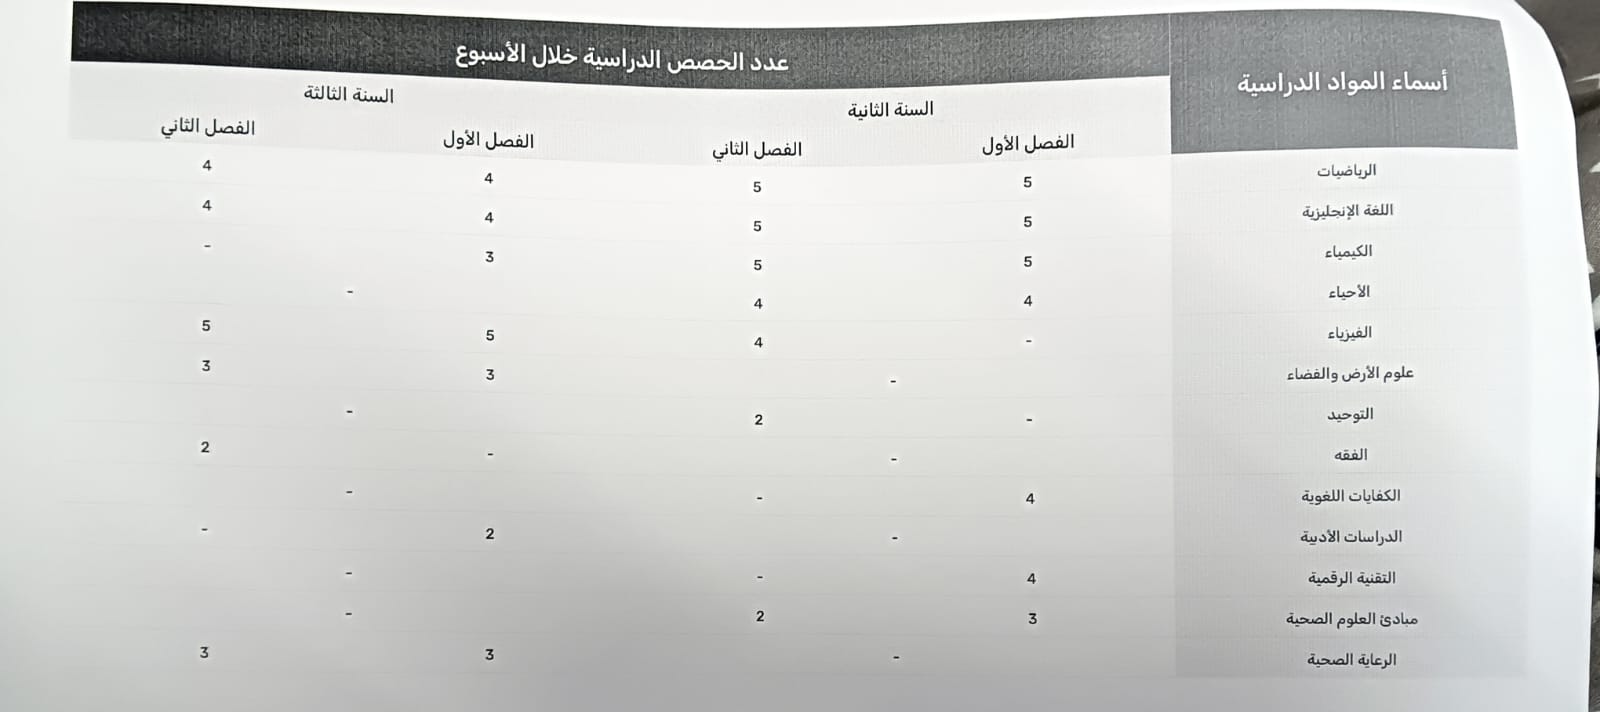 أسماء المواد الدراسية عدد الحصص الدراسية خلال الأسبوع
السنة الثانية السنة الثالثة
الفصل الأول الفصل الثاني الفصل الأول الفصل الثاني
الرياضيات 5 5 4 4
اللغة الإنجليزية 5 5 4 4
الكيمياء 5 5 3 -
الأحياء 4 4 -
الفيزياء - 4 5 5
علوم الأرض والفضاء - 3 3
التوحيد - 2 -
الفقه - - 2
الكفايات اللغوية 4 - -
الدراسات الأدبية - 2 -
التقنية الرقمية 4 - -
مبادئ العلوم الصحية 3 2 -
الرعاية الصحية - 3 3